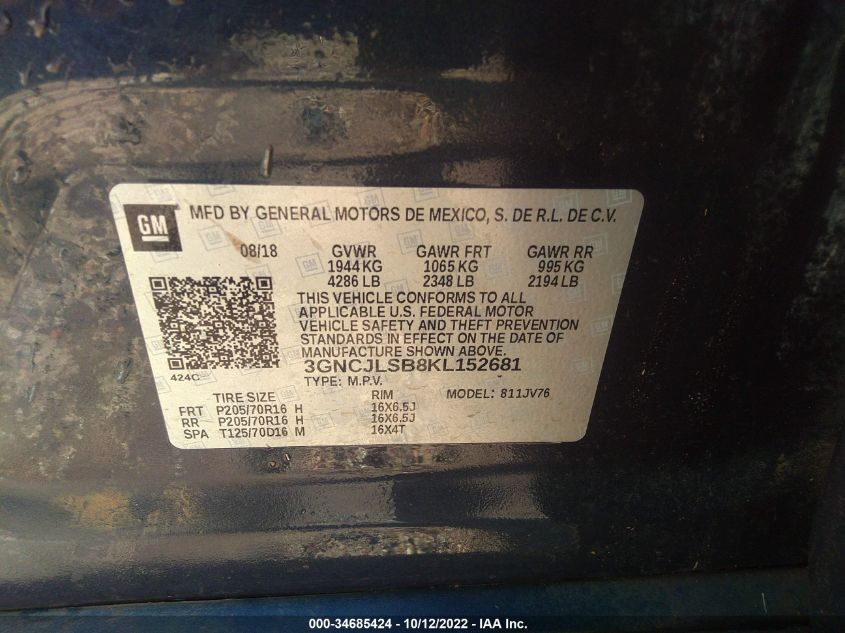 GM MFD BY GENERAL MOTORS DE MEXICO, S. DE R.L. DE C.V.
08/18 GVWR GAWR FRT GAWR RR
1944 KG 1065 KG 995 KG
4286 LB 2348 LB 2194 LB
THIS VEHICLE CONFORMS TO ALL
APPLICABLE U.S. FEDERAL MOTOR
VEHICLE SAFETY AND THEFT PREVENTION
STANDARDS IN EFFECT ON THE DATE OF
MANUFACTURE SHOWN ABOVE.
424C 3GNCJLSB8KL152681
TYPE: M.P.V. MODEL: 811JV76
TIRE SIZE RIM
FRT P205/70R16 H 16X6.5J
RR P205/70R16 H 16X6.5J
SPA T125/70D16 M 16X4T
000-34685424 - 10/12/2022 - IAA Inc.